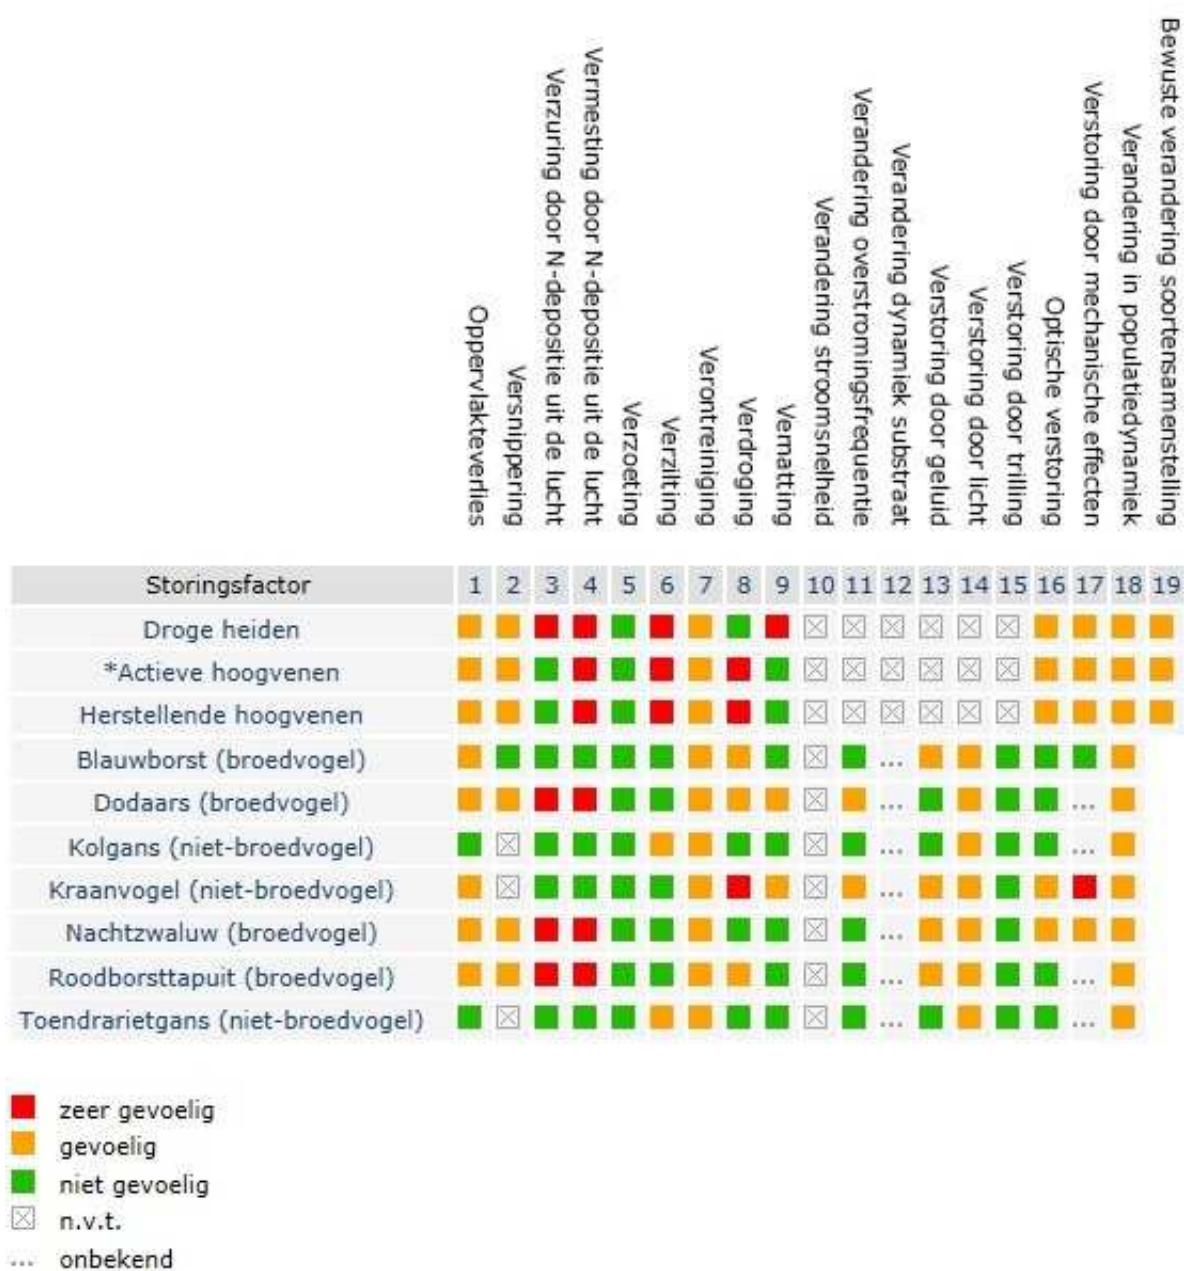 Oppervlakteverlies
Versnippering
Verzuring door N-depositie uit de lucht
Vermesting door N-depositie uit de lucht
Verzoeting
Verzilting
Verontreiniging
Verdroging
Vernatting
Verandering stroomsnelheid
Verandering overstromingsfrequentie
Verandering dynamiek substraat
Verstoring door geluid
Verstoring door licht
Verstoring door trilling
Optische verstoring
Verstoring door mechanische effecten
Verandering in populatiedynamiek
Bewuste verandering soortensamenstelling
Storingsfactor 1 2 3 4 5 6 7 8 9 10 11 12 13 14 15 16 17 18 19
Droge heiden
*Actieve hoogvenen
Herstellende hoogvenen
Blauwborst (broedvogel) ...
Dodaars (broedvogel) ... ...
Kolgans (niet-broedvogel) ... ...
Kraanvogel (niet-broedvogel) ...
Nachtzwaluw (broedvogel) ...
Roodborsttapuit (broedvogel) ... ...
Toendrarietgans (niet-broedvogel) ... ...
zeer gevoelig
gevoelig
niet gevoelig
n.v.t.
... onbekend